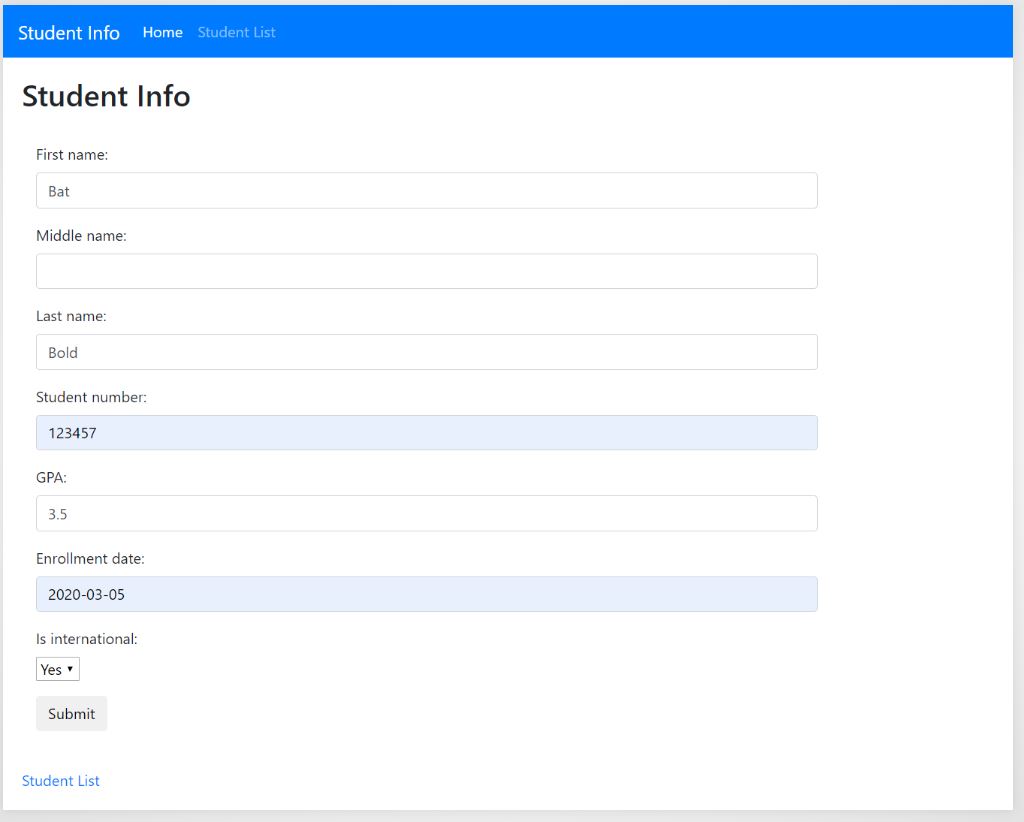 Student Info Home Student List
Student Info
First name:
Bat
Middle name:
Last name:
Bold
Student number:
123457
GPA:
3.5
Enrollment date:
2020-03-05
Is international:
Yes
Submit
Student List